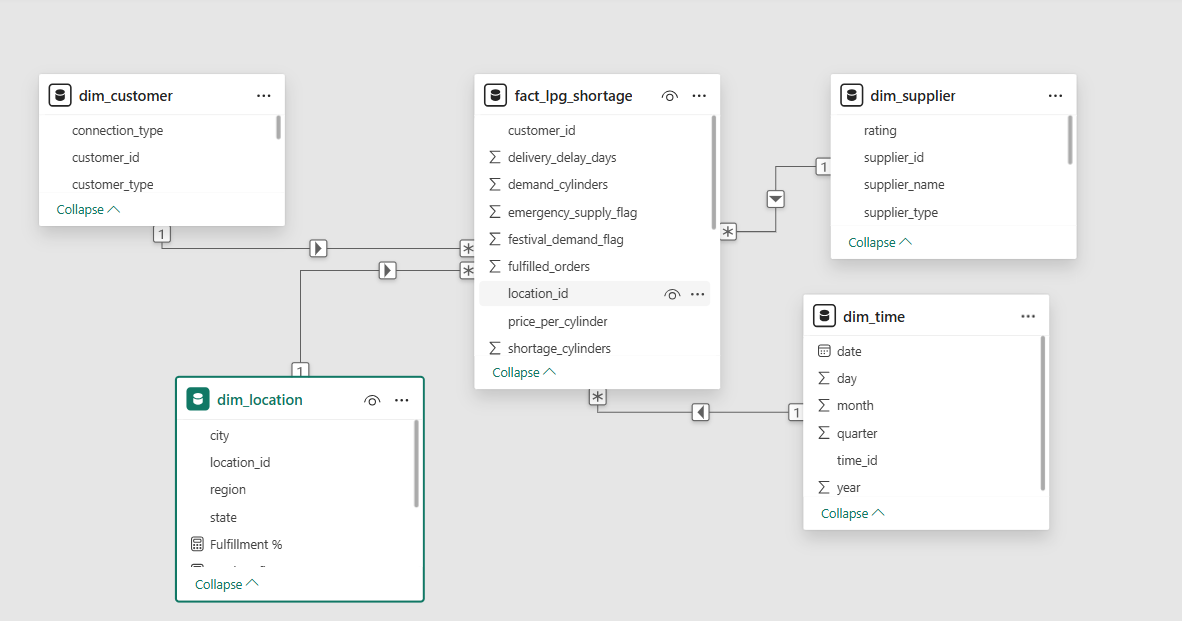 dim_customer
connection_type
customer_id
customer_type
Collapse
1
fact_lpg_shortage
customer_id
delivery_delay_days
demand_cylinders
emergency_supply_flag
festival_demand_flag
fulfilled_orders
location_id
price_per_cylinder
shortage_cylinders
Collapse
*
*
*
*
dim_supplier
rating
supplier_id
supplier_name
supplier_type
Collapse
1
dim_location
city
location_id
region
state
Fulfillment %
Collapse
1
dim_time
date
day
month
quarter
time_id
year
Collapse
1